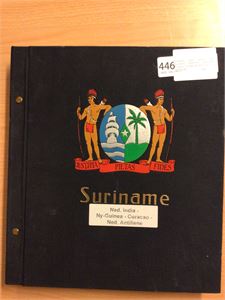 446
JUSTITIA PIETAS FIDES
Suriname
Ned. India -
Ny-Guinea - Curacao -
Ned. Antillene